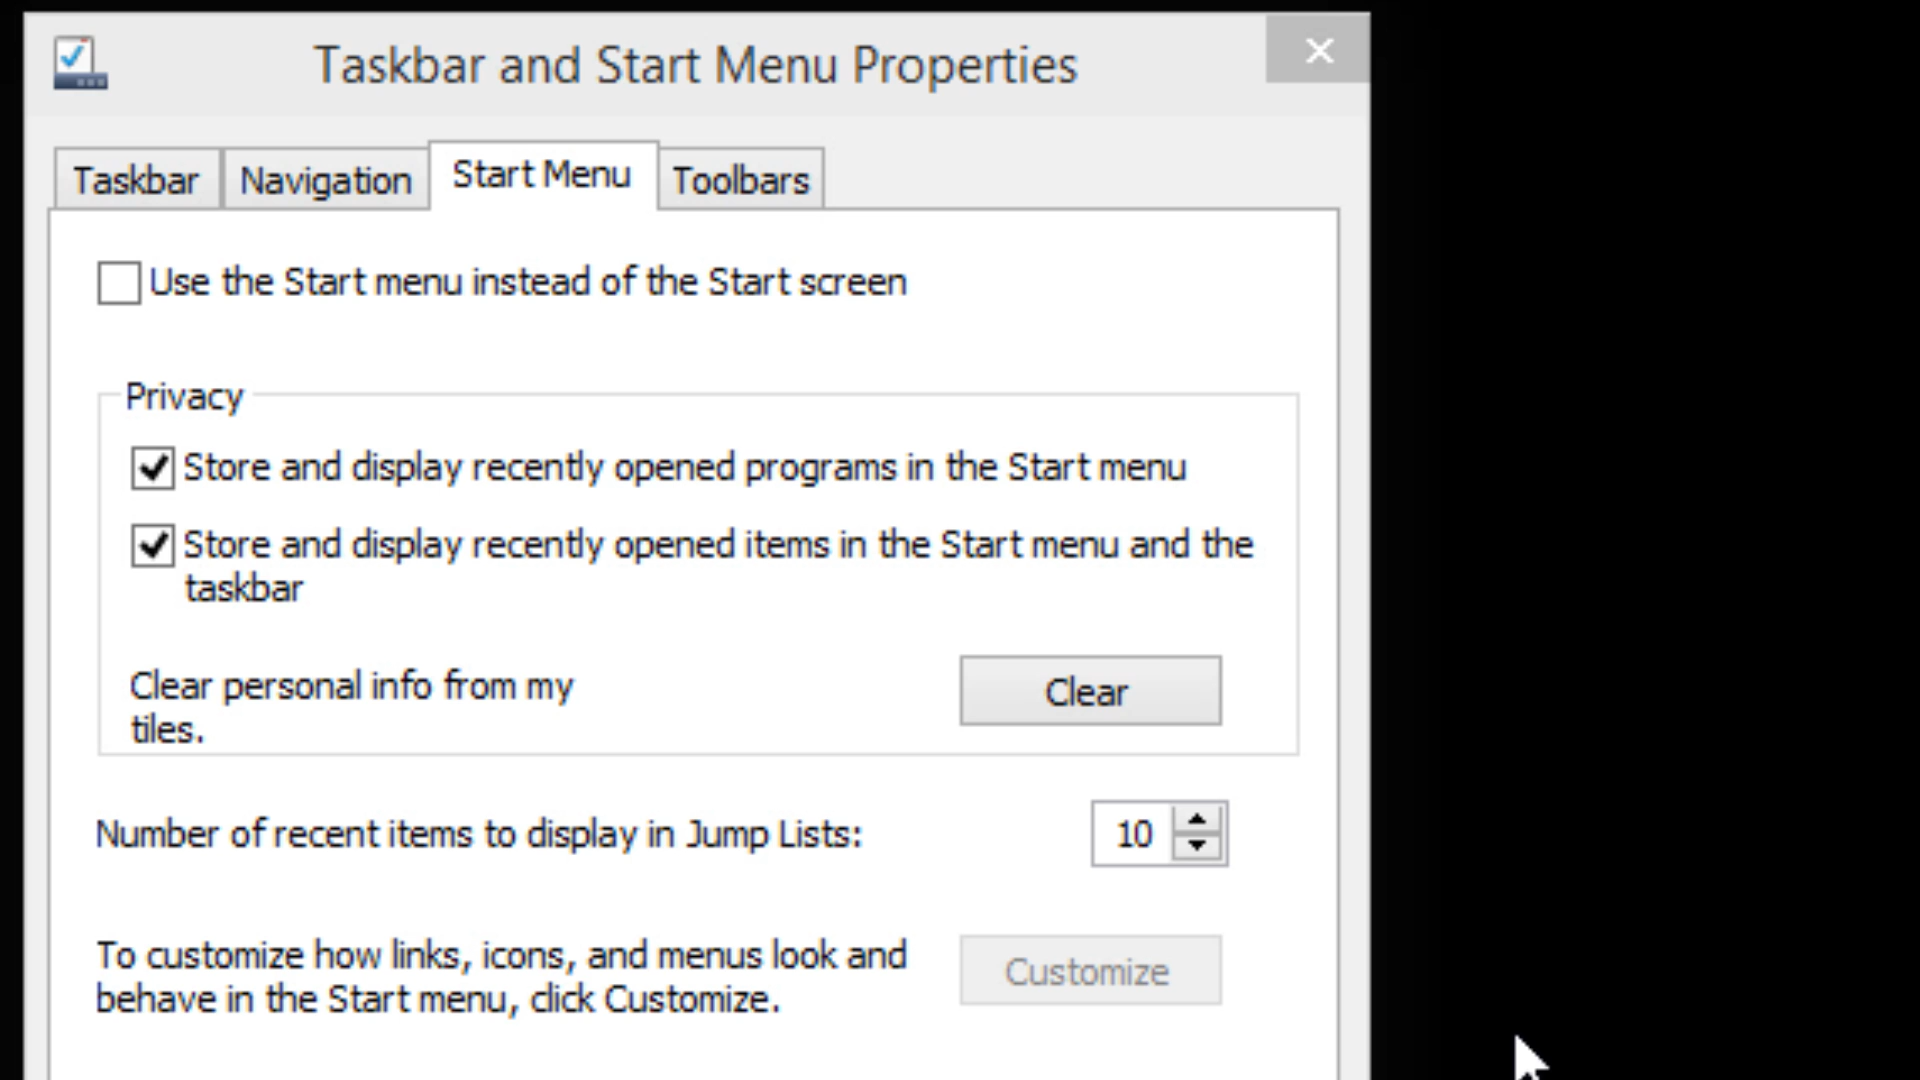 Taskbar and Start Menu Properties
Taskbar
Navigation
Start Menu
Toolbars
Use the Start menu instead of the Start screen
Privacy
Store and display recently opened programs in the Start menu
Store and display recently opened items in the Start menu and the
taskbar
Clear personal info from my
tiles.
Clear
Number of recent items to display in Jump Lists:
10
To customize how links, icons, and menus look and
behave in the Start menu, click Customize.
Customize